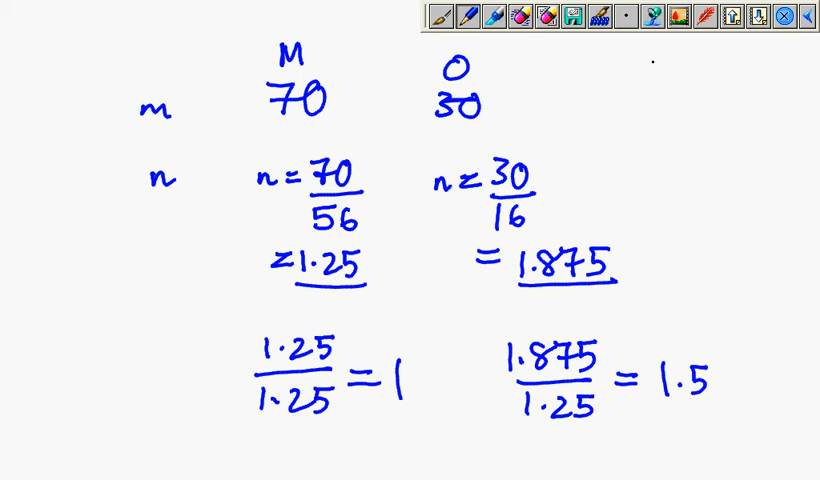 M O
m 70 30
n n = 70/56 n = 30/16
= 1.25 = 1.875
1.25/1.25 = 1 1.875/1.25 = 1.5